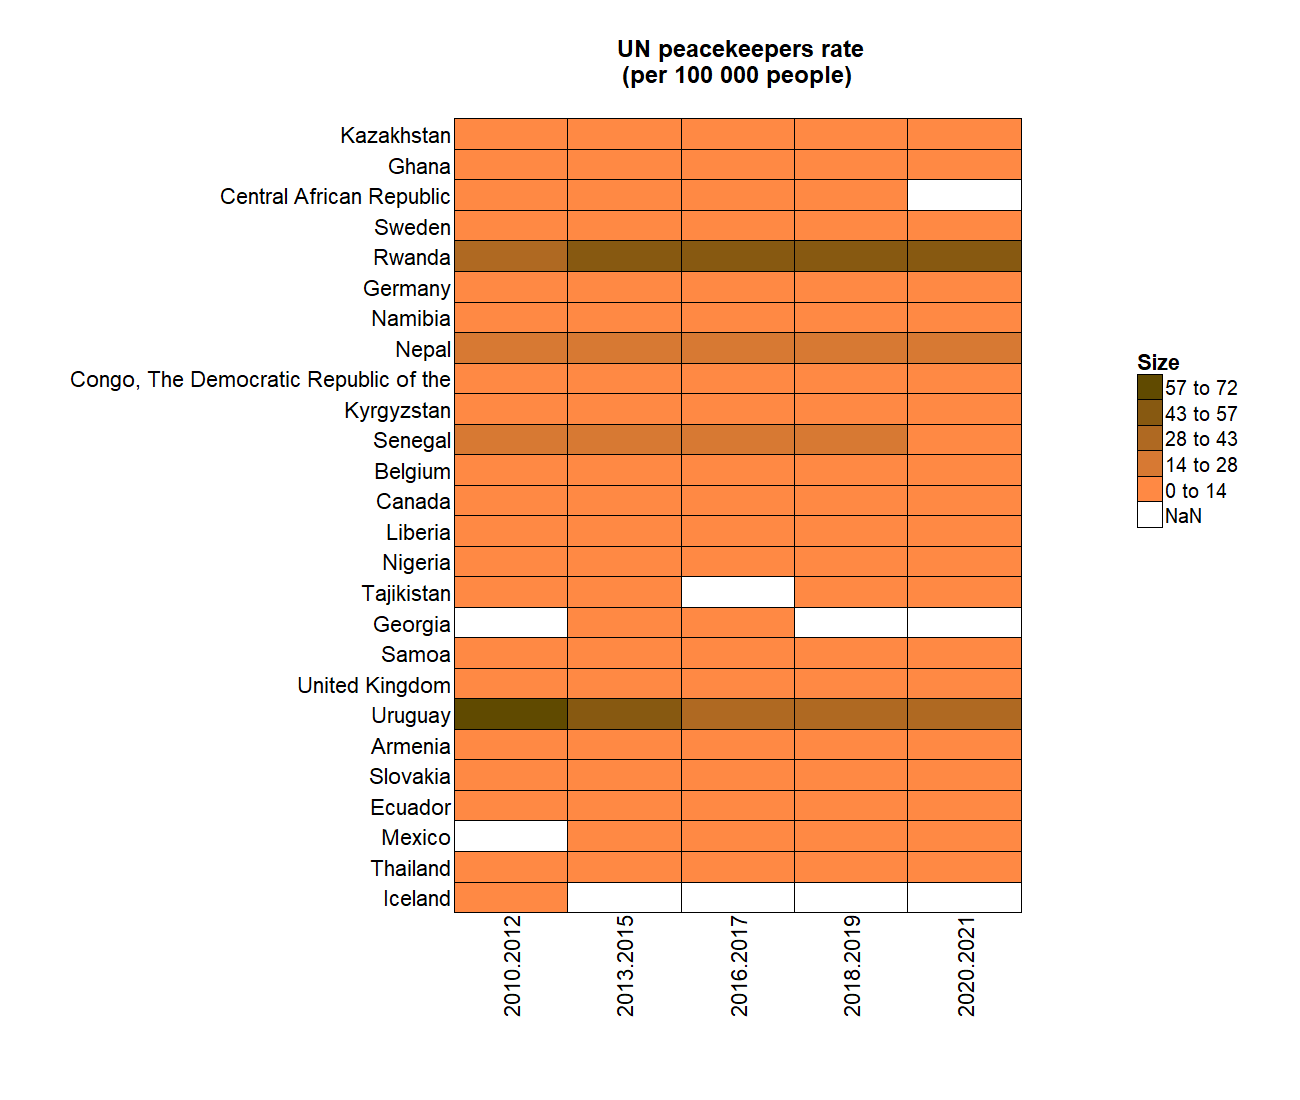 UN peacekeepers rate
(per 100 000 people)
Kazakhstan
Ghana
Central African Republic
Sweden
Rwanda
Germany
Namibia
Nepal
Congo, The Democratic Republic of the
Kyrgyzstan
Senegal
Belgium
Canada
Liberia
Nigeria
Tajikistan
Georgia
Samoa
United Kingdom
Uruguay
Armenia
Slovakia
Ecuador
Mexico
Thailand
Iceland
2010.2012
2013.2015
2016.2017
2018.2019
2020.2021
Size
57 to 72
43 to 57
28 to 43
14 to 28
0 to 14
NaN